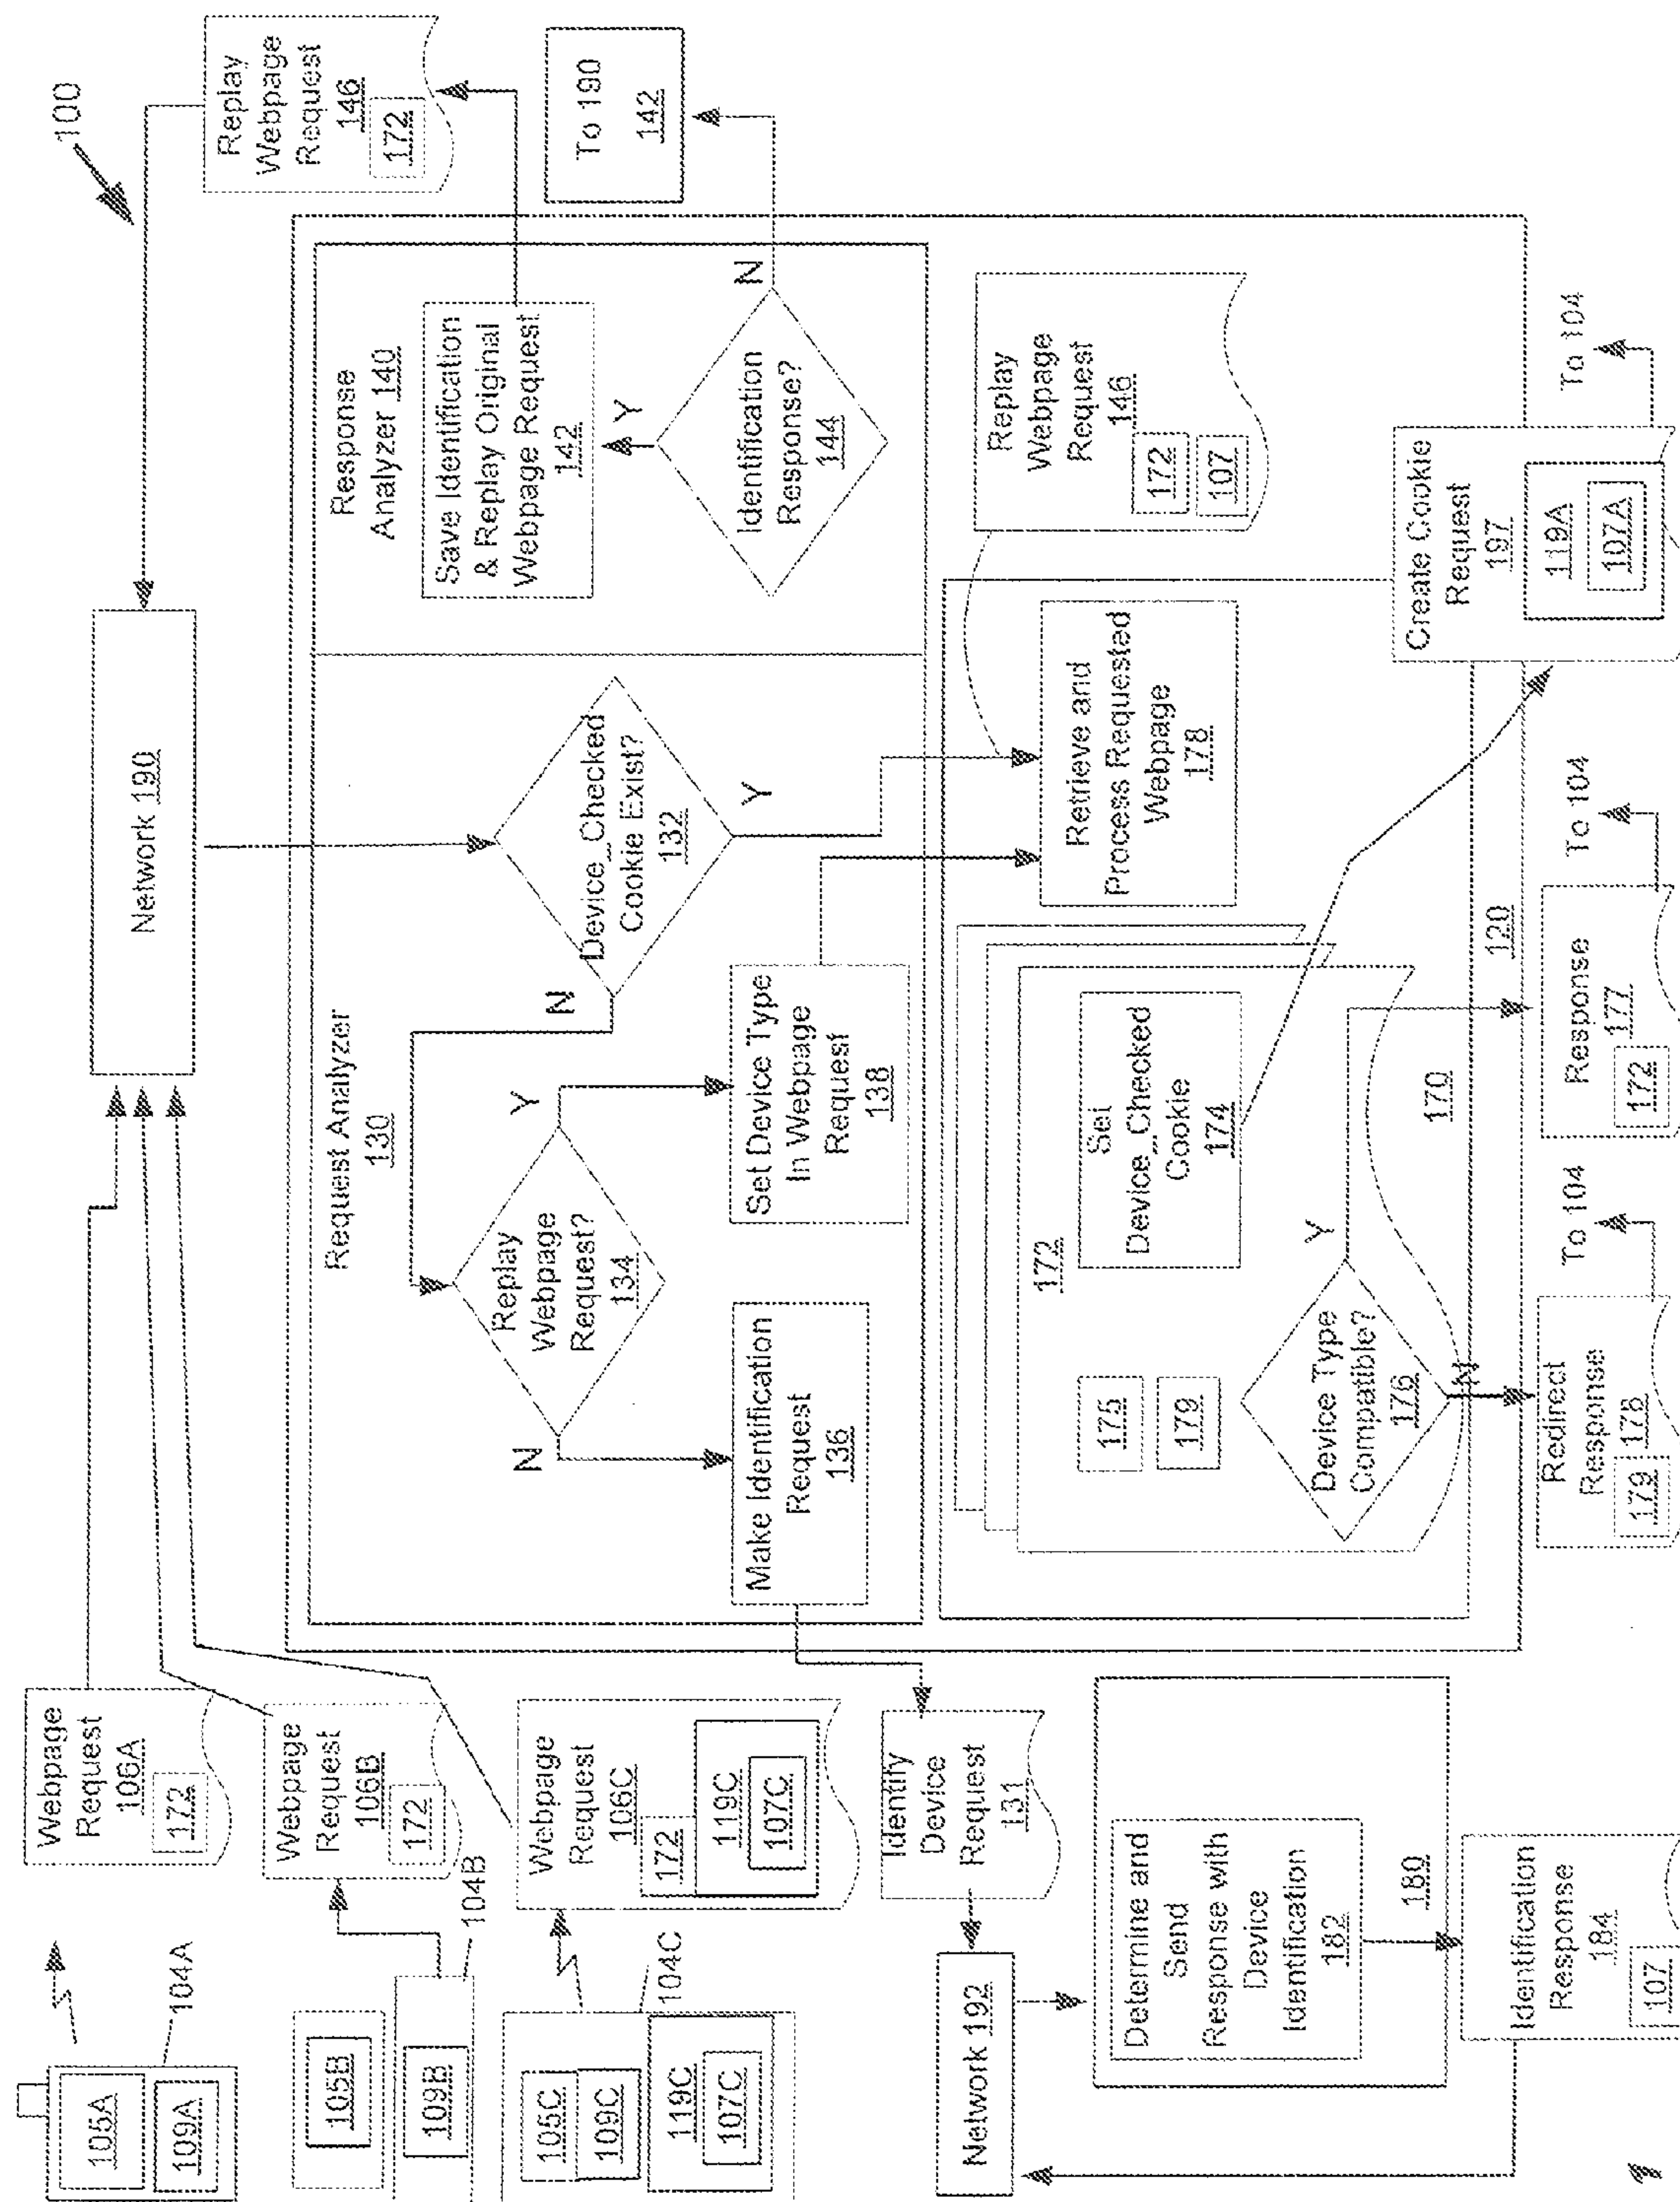 100
105A
109A
104A
105B
109B
104B
105C
109C
119C
107C
104C
Webpage
Request
106A
172
Webpage
Request
106B
172
Webpage
Request
106C
172
119C
107C
Network 190
Replay
Webpage
Request
146
172
To 190
142
Request Analyzer
130
Device_Checked
Cookie Exist?
132
N
Y
Replay
Webpage
Request?
134
N
Y
Make Identification
Request
136
Set Device Type
In Webpage
Request
138
Response
Analyzer 140
Save Identification
& Replay Original
Webpage Request
142
Y
Identification
Response?
144
N
Identify
Device
Request
131
Network 192
Determine and
Send
Response with
Device
Identification
182
180
Identification
Response
184
107
172
175
179
Set
Device_Checked
Cookie
174
Device Type
Compatible?
176
Y
N
170
120
Retrieve and
Process Requested
Webpage
178
Replay
Webpage
Request
146
172
107
Create Cookie
Request
197
119A
107A
To 104
Redirect
Response
179 178
To 104
Response
177
172
To 104
1